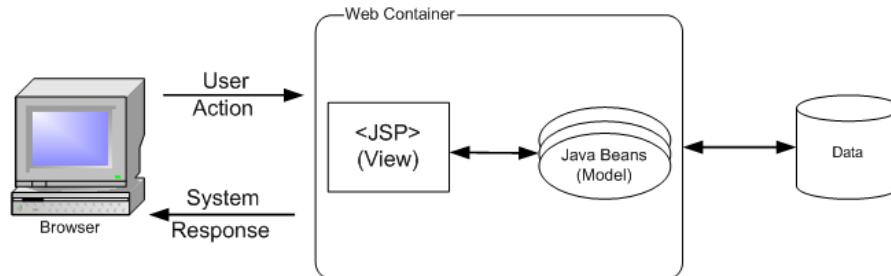 Web Container
User
Action
<JSP>
(View)
Java Beans
(Model)
Data
System
Response
Browser